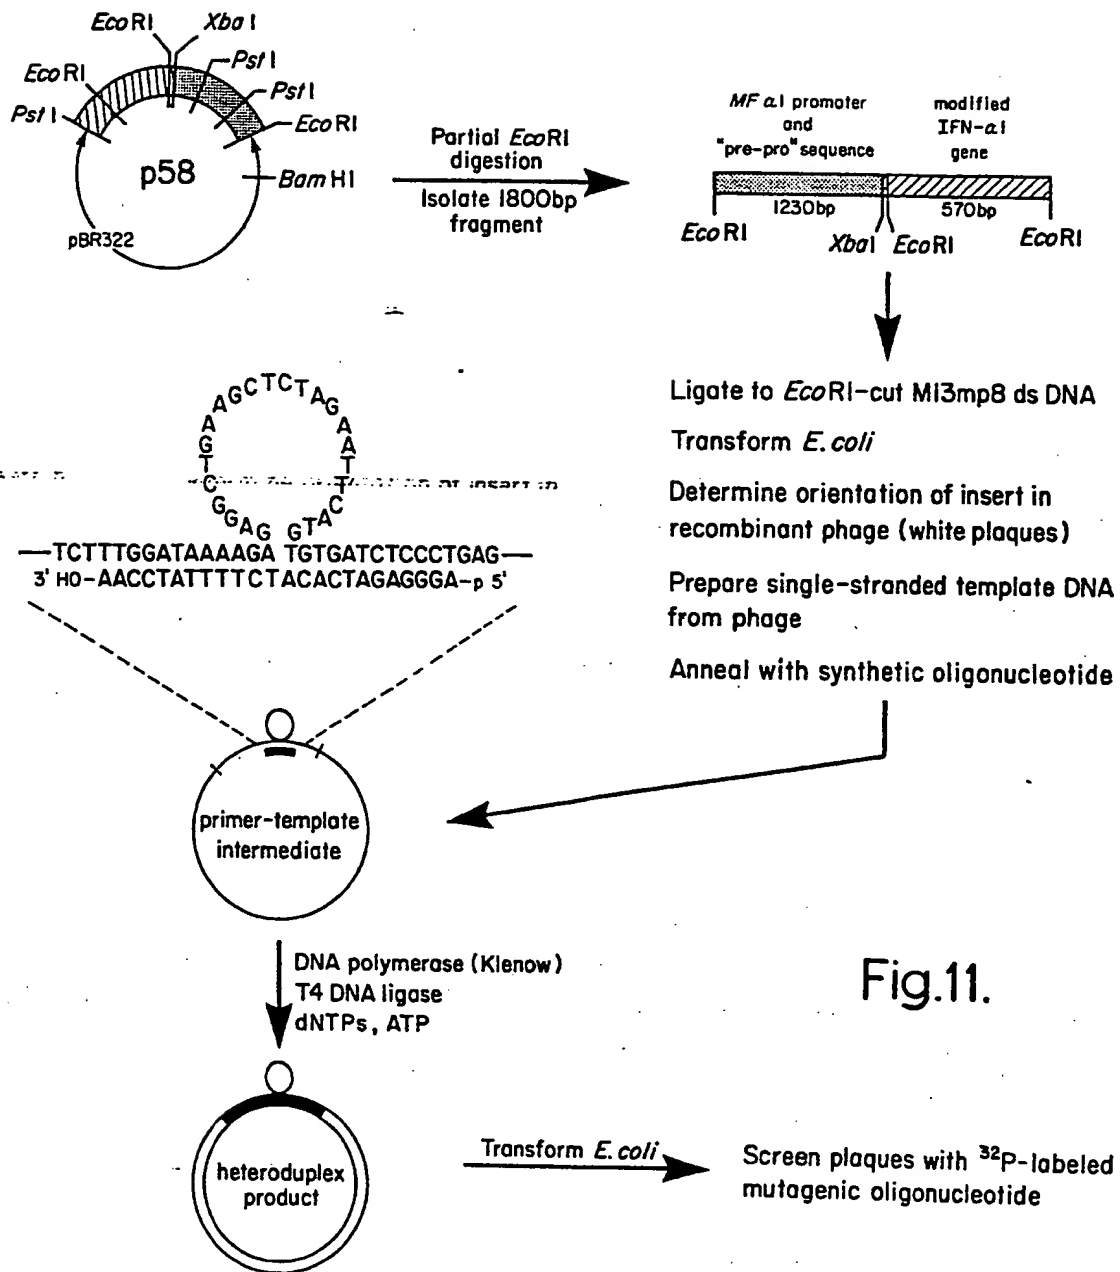 EcoRI XbaI
PstI
EcoRI
PstI
PstI
EcoRI
p58
BamHI
pBR322
Partial EcoRI
digestion
Isolate 1800bp
fragment
MFα1 promoter
and
"pre-pro" sequence
modified
IFN-α1
gene
1230bp
570bp
EcoRI
XbaI
EcoRI
EcoRI
Ligate to EcoRI-cut M13mp8 ds DNA
Transform E.coli
Determine orientation of insert in
recombinant phage (white plaques)
Prepare single-stranded template DNA
from phage
Anneal with synthetic oligonucleotide
GAGGCTGAAGCTCTAGAATTCATG
—TCTTTGGATAAAAGA TGTGATCTCCCTGAG—
3' HO-AACCTATTTTCTACACTAGAGGGA-p 5'
of insert in
primer-template
intermediate
DNA polymerase (Klenow)
T4 DNA ligase
dNTPs, ATP
Fig.11.
heteroduplex
product
Transform E.coli
Screen plaques with ³²P-labeled
mutagenic oligonucleotide